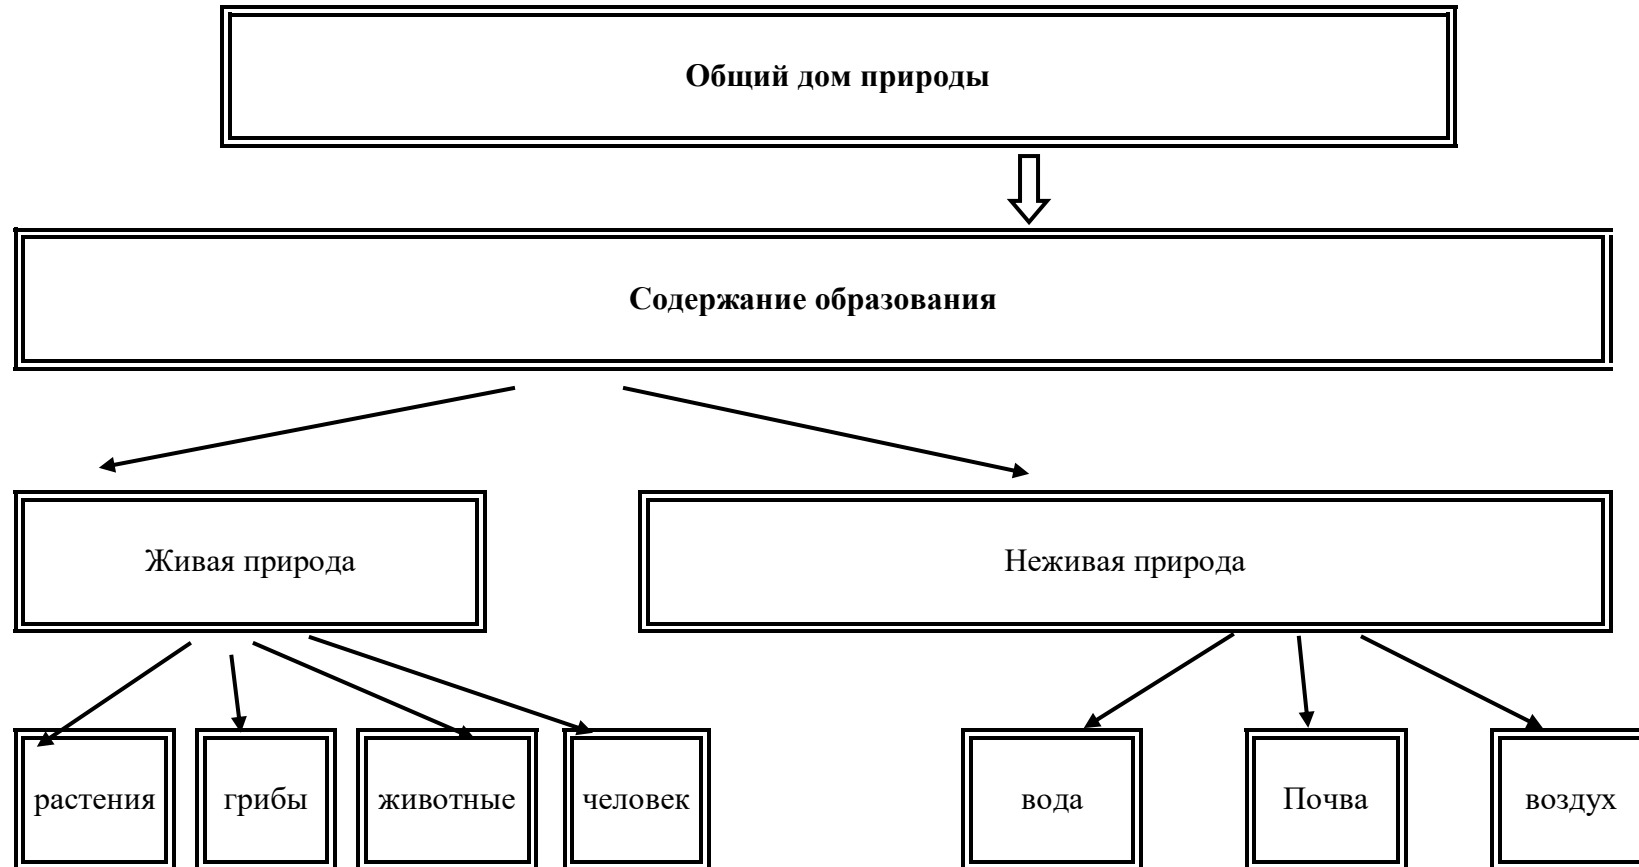 Общий дом природы
Содержание образования
Живая природа
Неживая природа
растения
грибы
животные
человек
вода
Почва
воздух